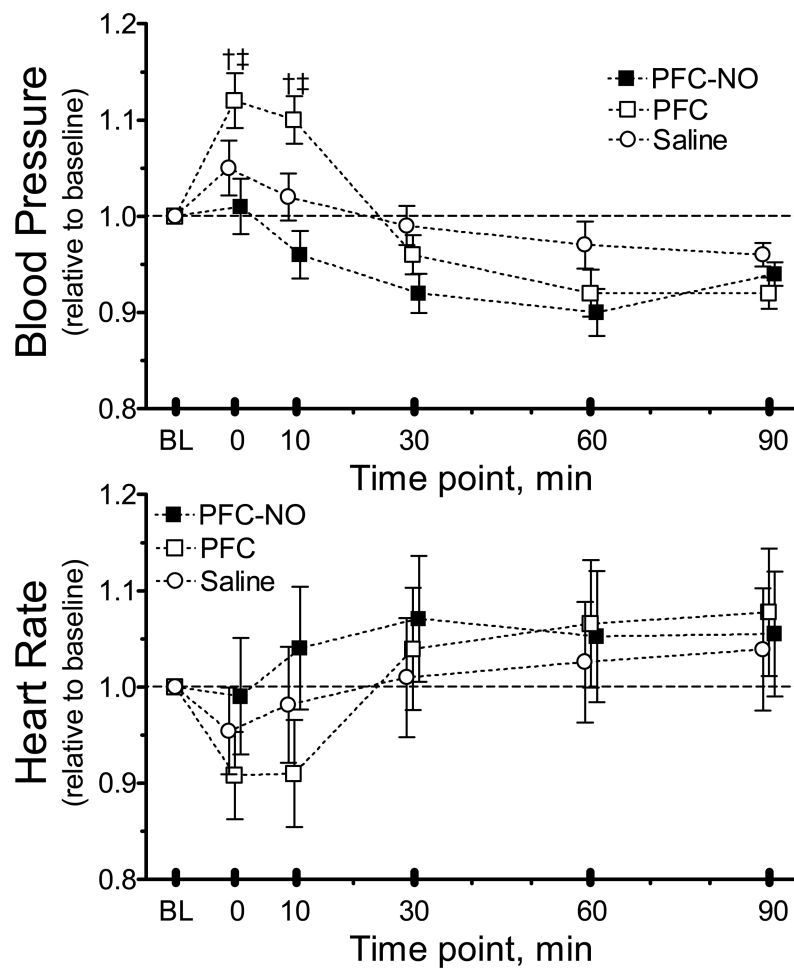 1.2
1.1
1.0
0.9
0.8
Blood Pressure
(relative to baseline)
†‡
†‡
PFC-NO
PFC
Saline
BL 0 10 30 60 90
Time point, min
1.2
1.1
1.0
0.9
0.8
Heart Rate
(relative to baseline)
PFC-NO
PFC
Saline
BL 0 10 30 60 90
Time point, min